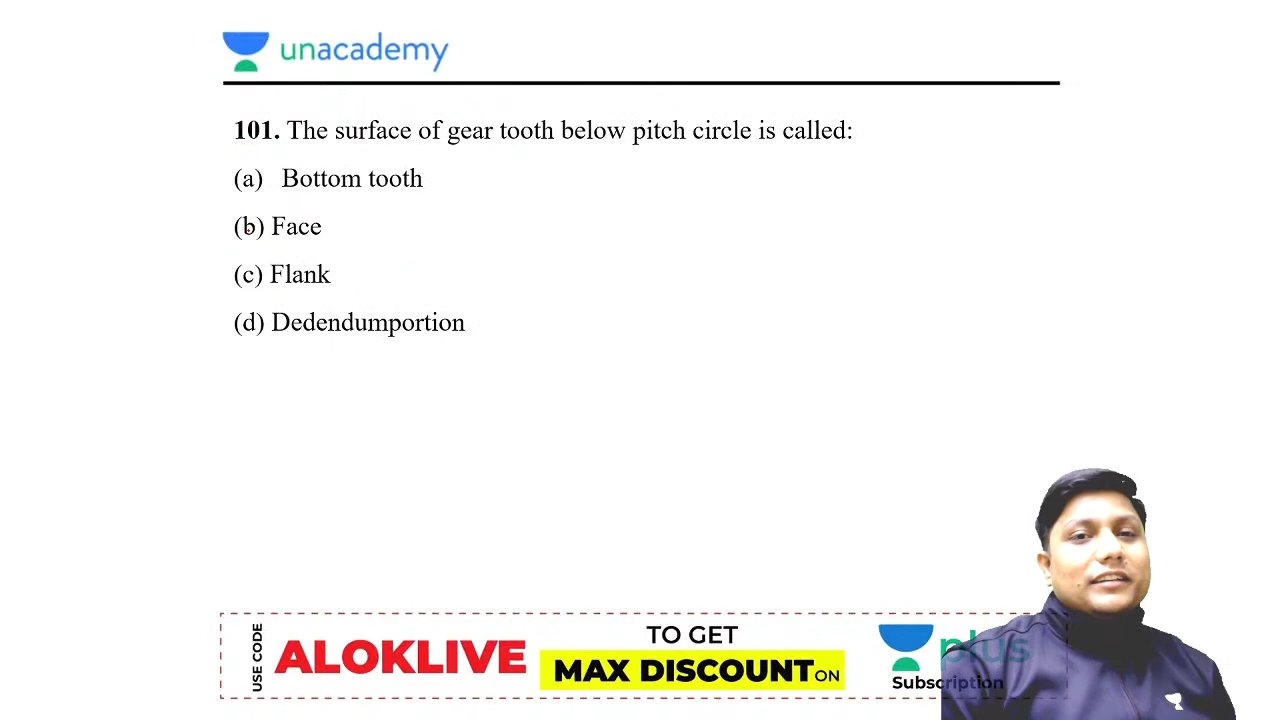 unacademy
101. The surface of gear tooth below pitch circle is called:
(a) Bottom tooth
(b) Face
(c) Flank
(d) Dedendumportion
USE CODE
ALOKLIVE
TO GET
MAX DISCOUNT ON
plus
Subscription